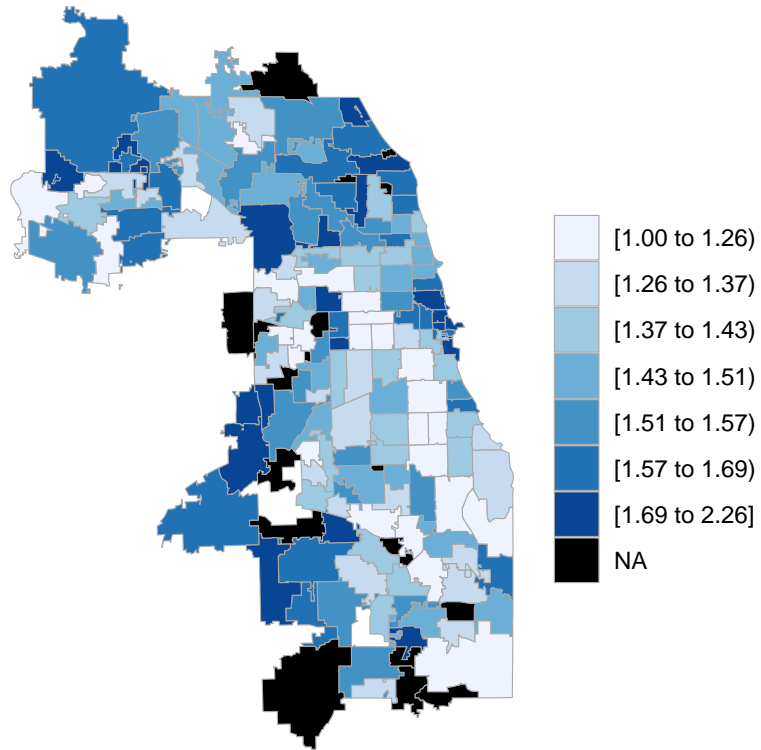 [1.00 to 1.26)
[1.26 to 1.37)
[1.37 to 1.43)
[1.43 to 1.51)
[1.51 to 1.57)
[1.57 to 1.69)
[1.69 to 2.26]
NA